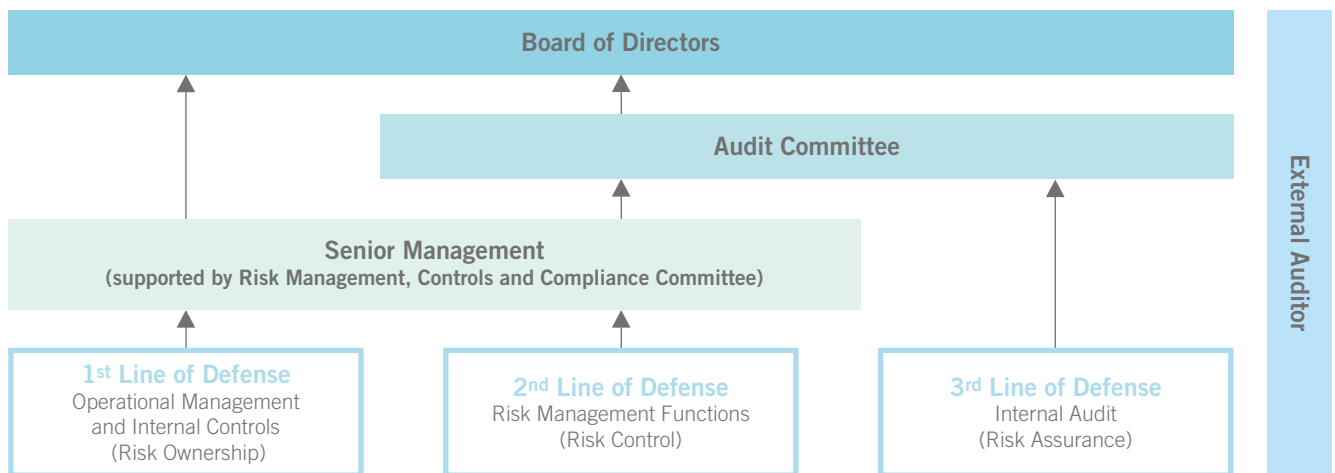 Board of Directors
Audit Committee
Senior Management
(supported by Risk Management, Controls and Compliance Committee)
1st Line of Defense
Operational Management
and Internal Controls
(Risk Ownership)
2nd Line of Defense
Risk Management Functions
(Risk Control)
3rd Line of Defense
Internal Audit
(Risk Assurance)
External Auditor